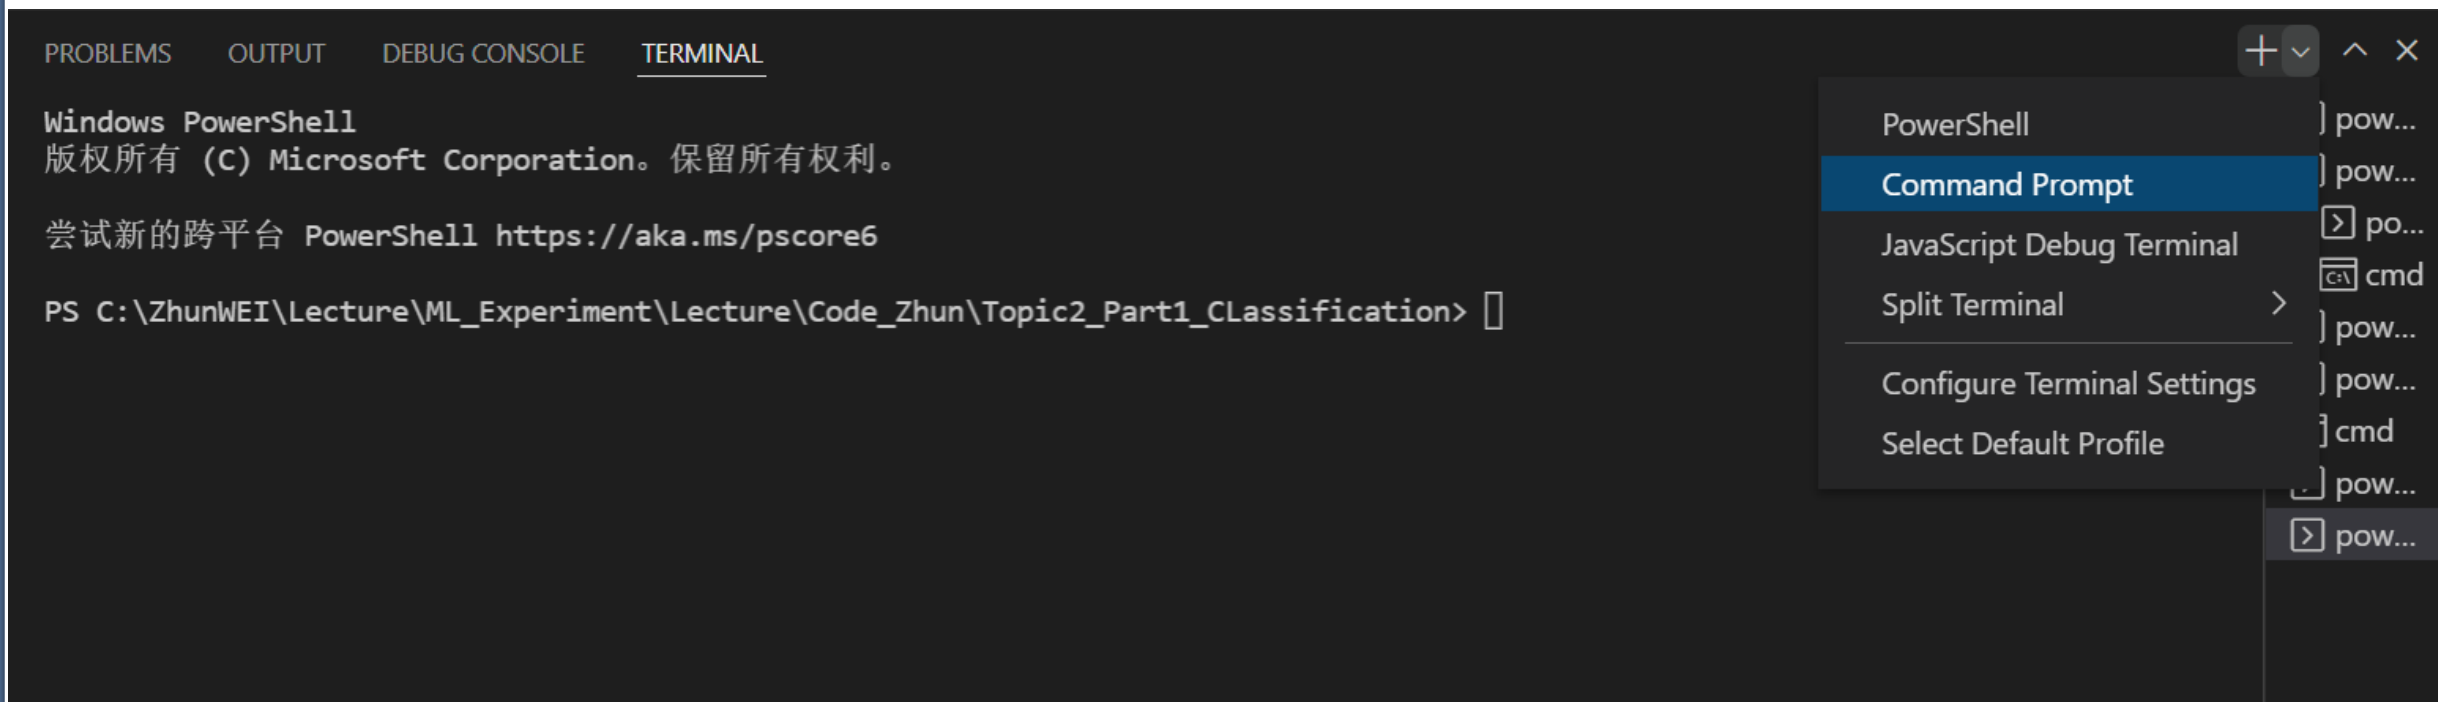 PROBLEMS OUTPUT DEBUG CONSOLE TERMINAL
Windows PowerShell
版权所有 (C) Microsoft Corporation。保留所有权利。
尝试新的跨平台 PowerShell https://aka.ms/pscore6
PS C:\ZhunWEI\Lecture\ML_Experiment\Lecture\Code_Zhun\Topic2_Part1_CLassification>
PowerShell
Command Prompt
JavaScript Debug Terminal
Split Terminal
Configure Terminal Settings
Select Default Profile
pow...
pow...
po...
C:\ cmd
pow...
pow...
cmd
pow...
pow...